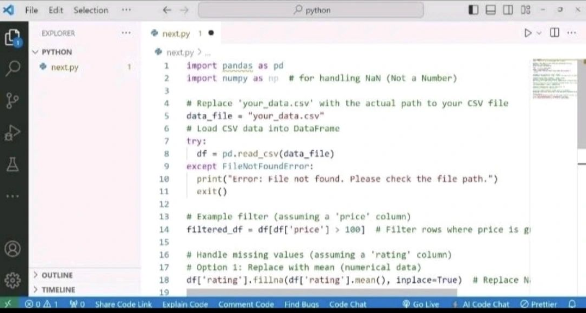 File Edit Selection ... python
EXPLORER ...
next.py 1
PYTHON
next.py 1
next.py > ...
1 import pandas as pd
2 import numpy as np # for handling NaN (Not a Number)
3
4 # Replace 'your_data.csv' with the actual path to your CSV file
5 data_file = "your_data.csv"
6 # Load CSV data into DataFrame
7 try:
8 df = pd.read_csv(data_file)
9 except FileNotFoundError:
10 print("Error: File not found. Please check the file path.")
11 exit()
12
13 # Example filter (assuming a 'price' column)
14 filtered_df = df[df['price'] > 100] # Filter rows where price is
15
16 # Handle missing values (assuming a 'rating' column)
17 # Option 1: Replace with mean (numerical data)
18 df['rating'].fillna(df['rating'].mean(), inplace=True) # Replace
19
OUTLINE
TIMELINE
0 1 0 Share Code Link Explain Code Comment Code Find Bugs Code Chat Go Live AI Code Chat Prettier